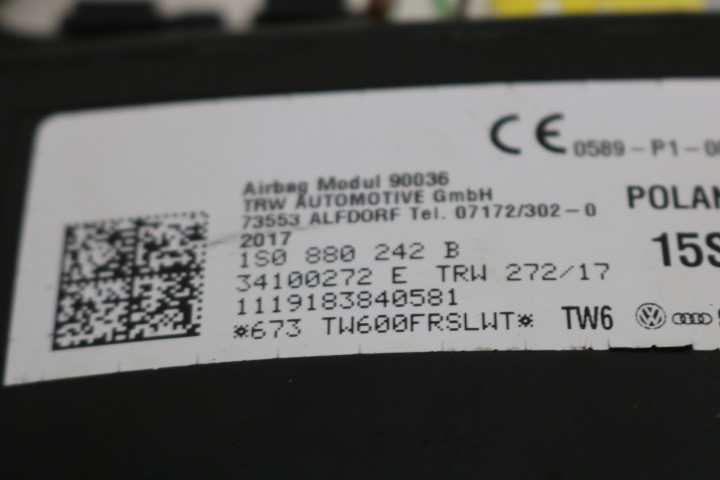 CE 0589-P1-0
Airbag Modul 90036
TRW AUTOMOTIVE GmbH
73553 ALFDORF Tel. 07172/302-0
POLAN
2017
1S0 880 242 B
15S
34100272 E TRW 272/17
1119183840581
*673 TW600FRSLWT* TW6